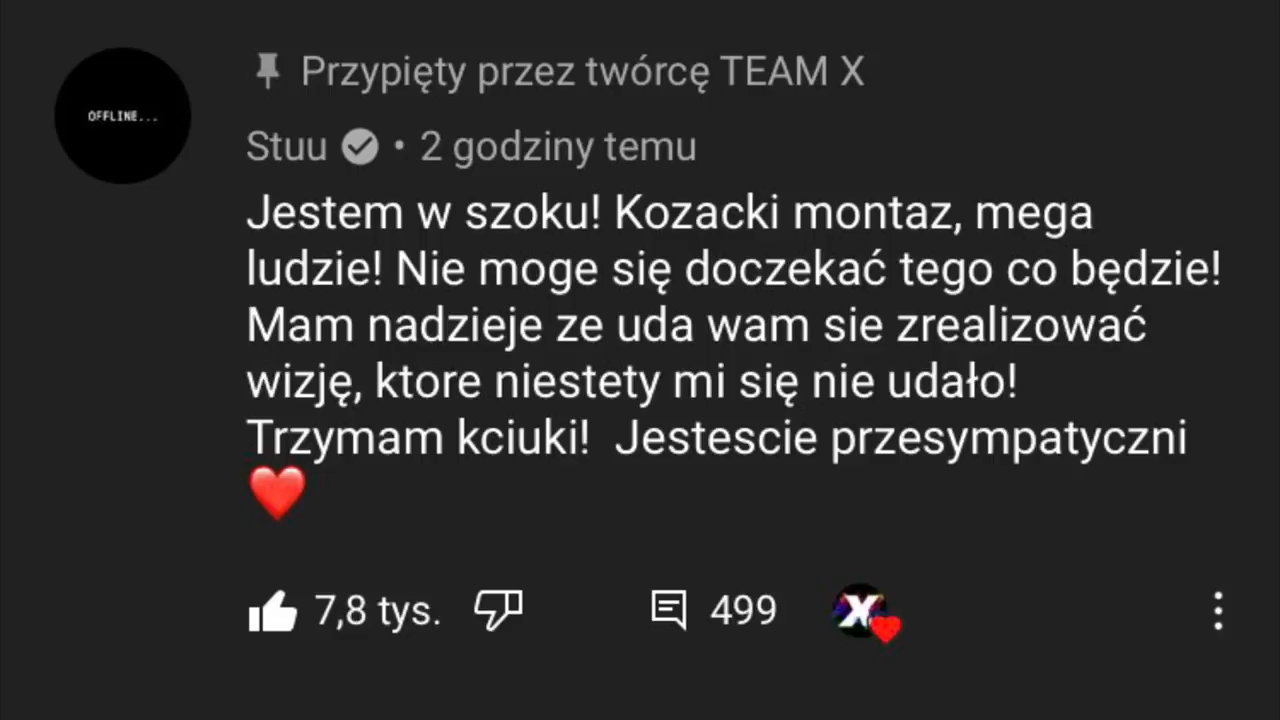 OFFLINE...
Przypięty przez twórcę TEAM X
Stuu • 2 godziny temu
Jestem w szoku! Kozacki montaz, mega
ludzie! Nie moge się doczekać tego co będzie!
Mam nadzieje ze uda wam sie zrealizować
wizję, ktore niestety mi się nie udało!
Trzymam kciuki!  Jestescie przesympatyczni
❤️
7,8 tys. 499 X